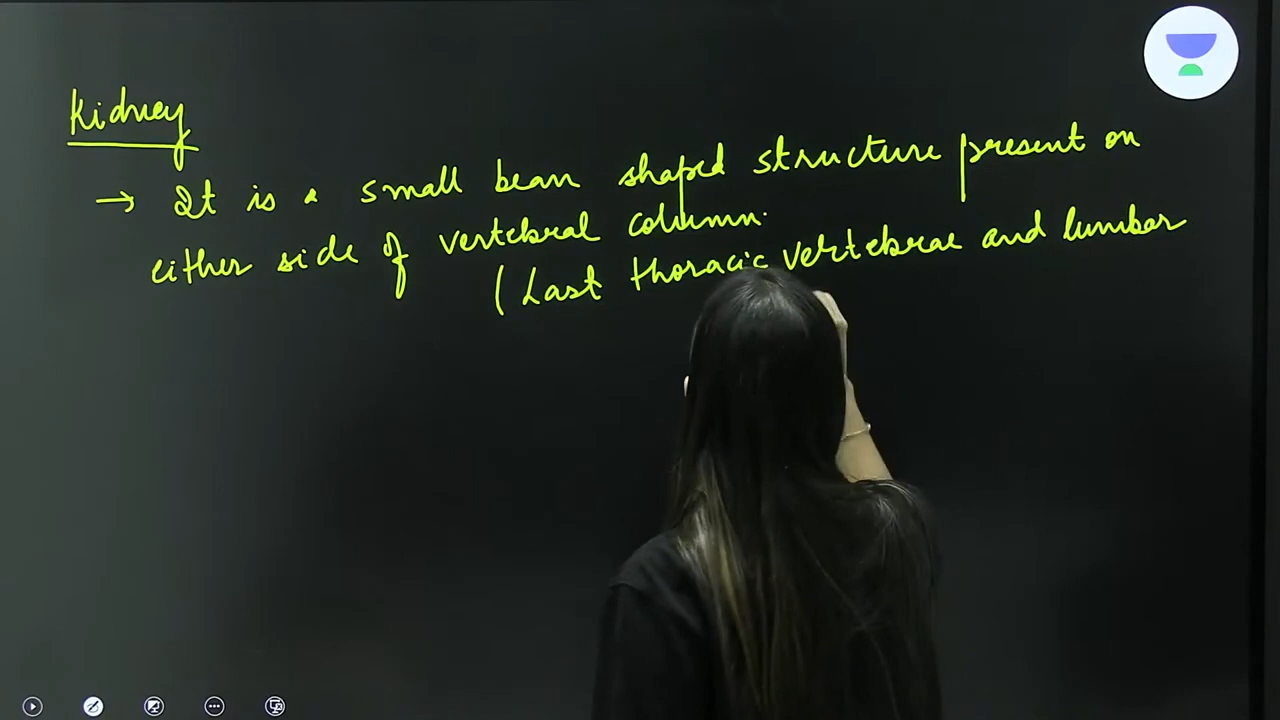 Kidney
→ It is a small bean shaped structure present on
either side of vertebral column.
(Last thoracic vertebrae and lumbar